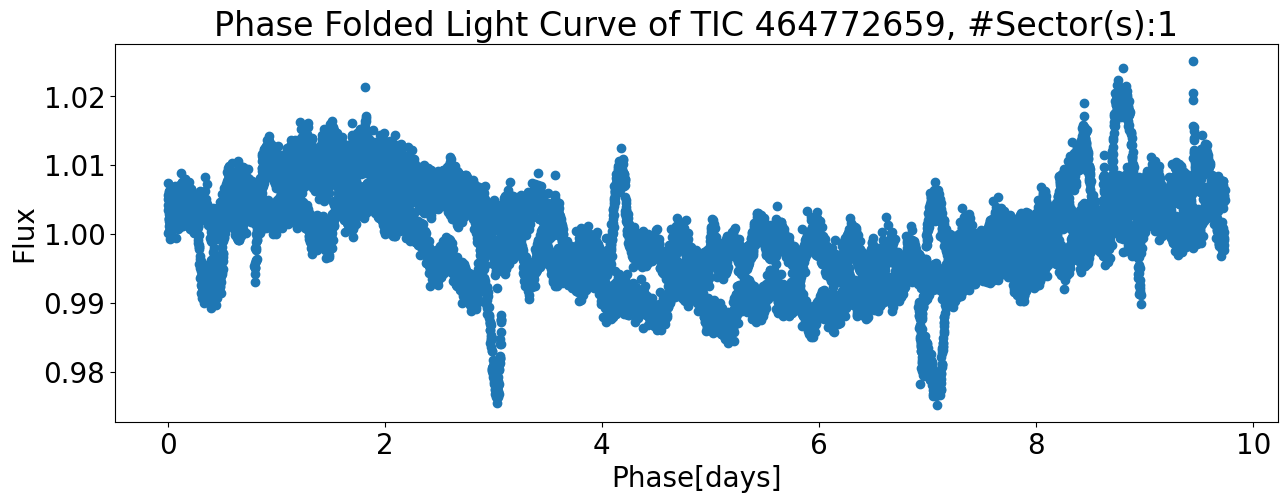 Phase Folded Light Curve of TIC 464772659, #Sector(s):1
1.02
1.01
1.00
0.99
0.98
Flux
0 2 4 6 8 10
Phase[days]